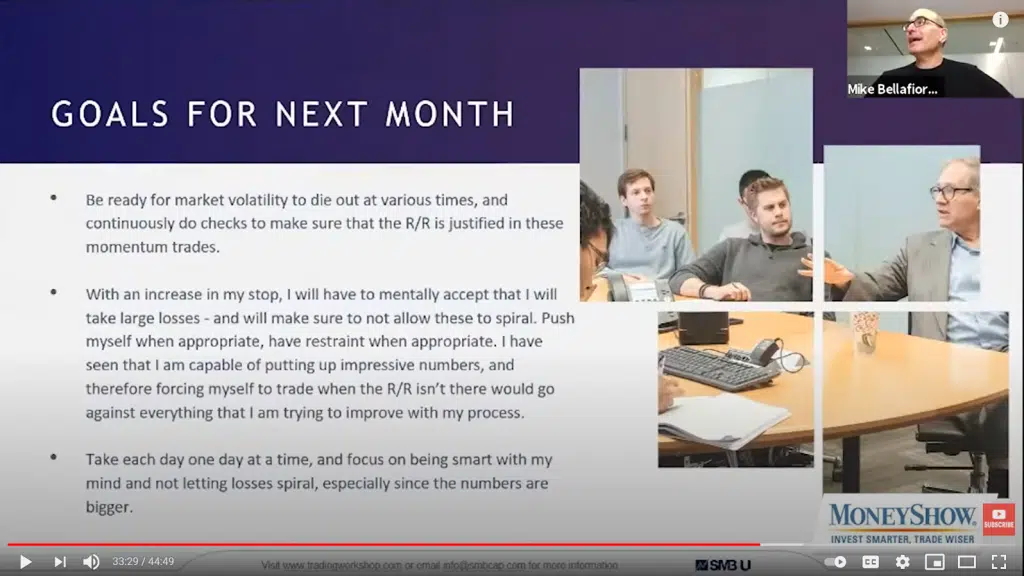 Mike Bellafior...
GOALS FOR NEXT MONTH
• Be ready for market volatility to die out at various times, and
continuously do checks to make sure that the R/R is justified in these
momentum trades.
• With an increase in my stop, I will have to mentally accept that I will
take large losses - and will make sure to not allow these to spiral. Push
myself when appropriate, have restraint when appropriate. I have
seen that I am capable of putting up impressive numbers, and
therefore forcing myself to trade when the R/R isn't there would go
against everything that I am trying to improve with my process.
• Take each day one day at a time, and focus on being smart with my
mind and not letting losses spiral, especially since the numbers are
bigger.
MONEYSHOW.
INVEST SMARTER, TRADE WISER
SUBSCRIBE
33:29 / 44:49
CC
Visit www.tradingworkshop.com or email info@smbcap.com for more information
SMB U